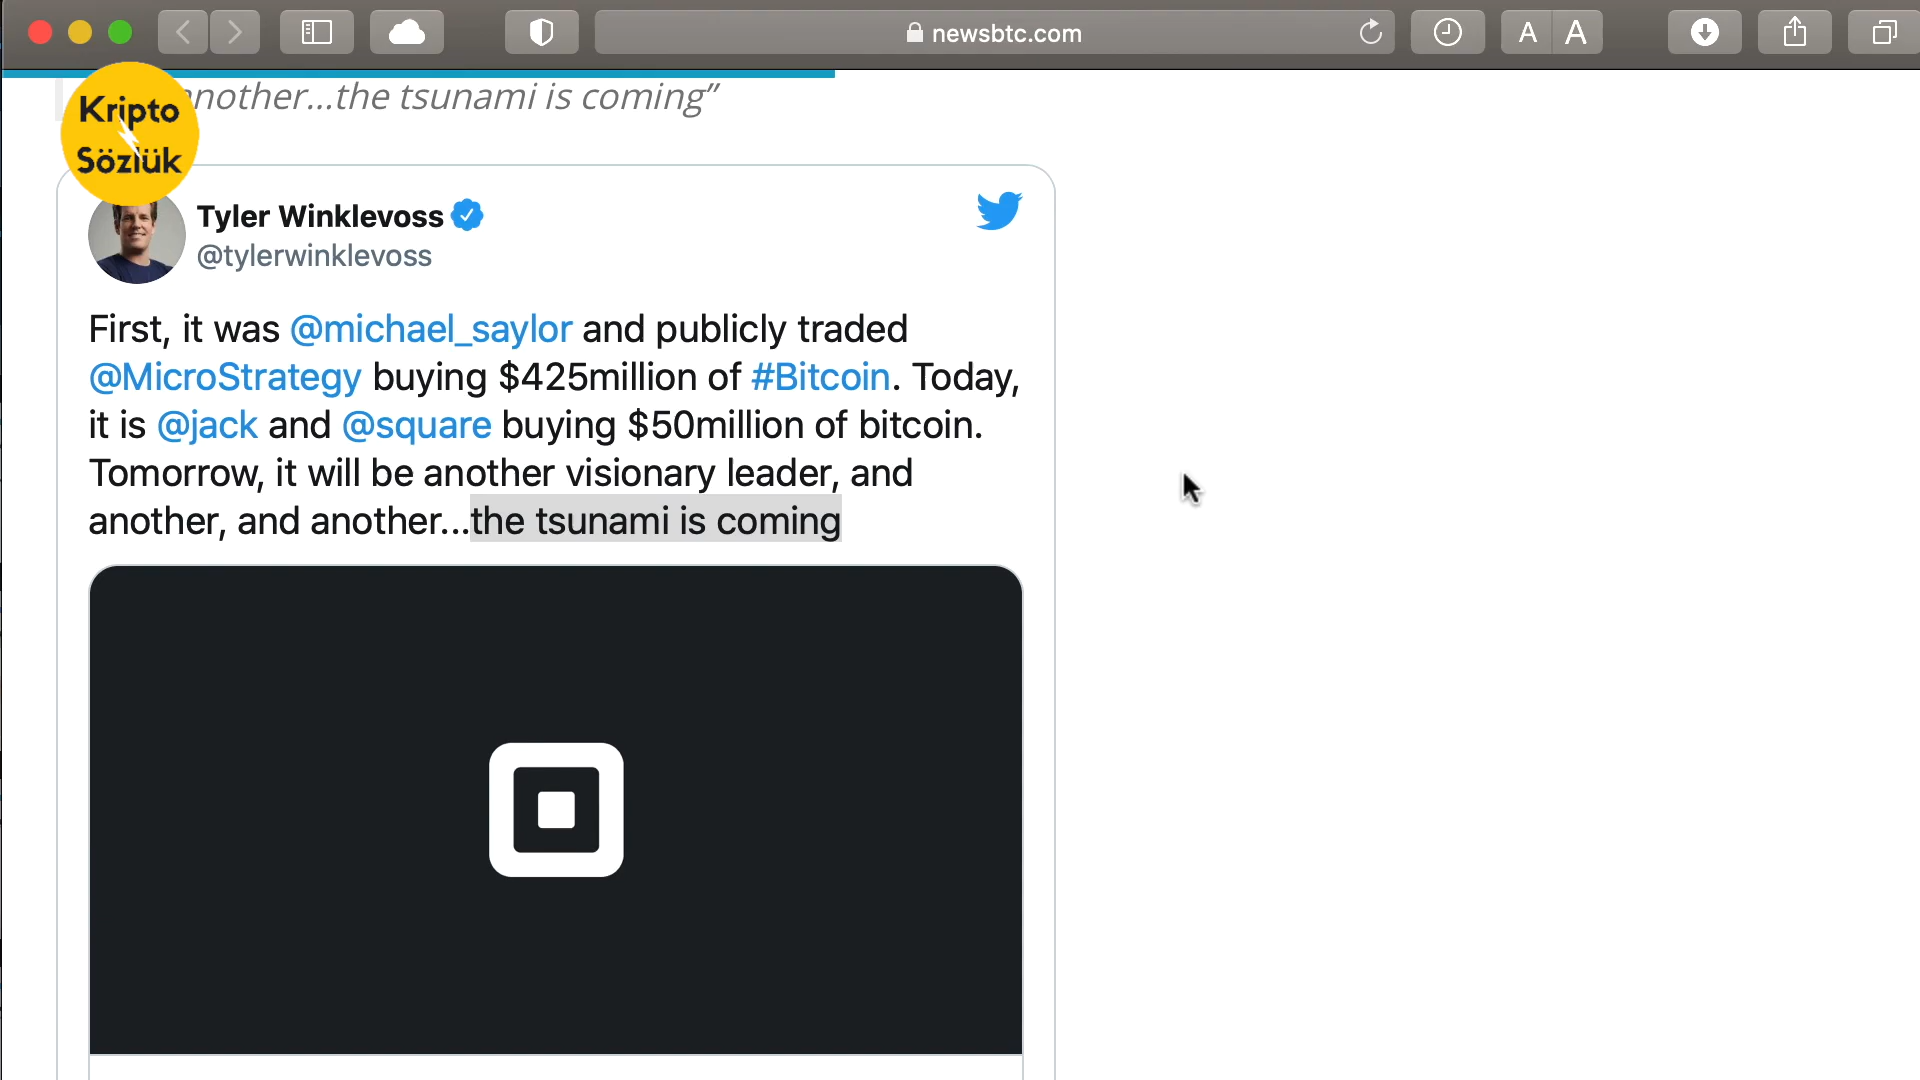 newsbtc.com
A A
another...the tsunami is coming”
Kripto
Sözlük
Tyler Winklevoss
@tylerwinklevoss
First, it was @michael_saylor and publicly traded
@MicroStrategy buying $425million of #Bitcoin. Today,
it is @jack and @square buying $50million of bitcoin.
Tomorrow, it will be another visionary leader, and
another, and another...the tsunami is coming